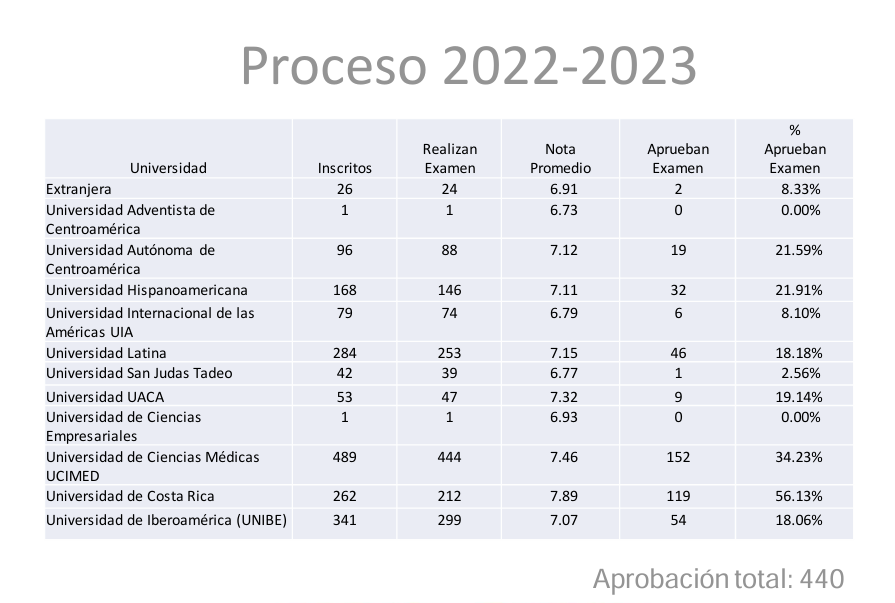 Proceso 2022-2023
%
Realizan Nota Aprueban Aprueban
Universidad Inscritos Examen Promedio Examen Examen
Extranjera 26 24 6.91 2 8.33%
Universidad Adventista de 1 1 6.73 0 0.00%
Centroamérica
Universidad Autónoma de 96 88 7.12 19 21.59%
Centroamérica
Universidad Hispanoamericana 168 146 7.11 32 21.91%
Universidad Internacional de las 79 74 6.79 6 8.10%
Américas UIA
Universidad Latina 284 253 7.15 46 18.18%
Universidad San Judas Tadeo 42 39 6.77 1 2.56%
Universidad UACA 53 47 7.32 9 19.14%
Universidad de Ciencias 1 1 6.93 0 0.00%
Empresariales
Universidad de Ciencias Médicas 489 444 7.46 152 34.23%
UCIMED
Universidad de Costa Rica 262 212 7.89 119 56.13%
Universidad de Iberoamérica (UNIBE) 341 299 7.07 54 18.06%
Aprobación total: 440